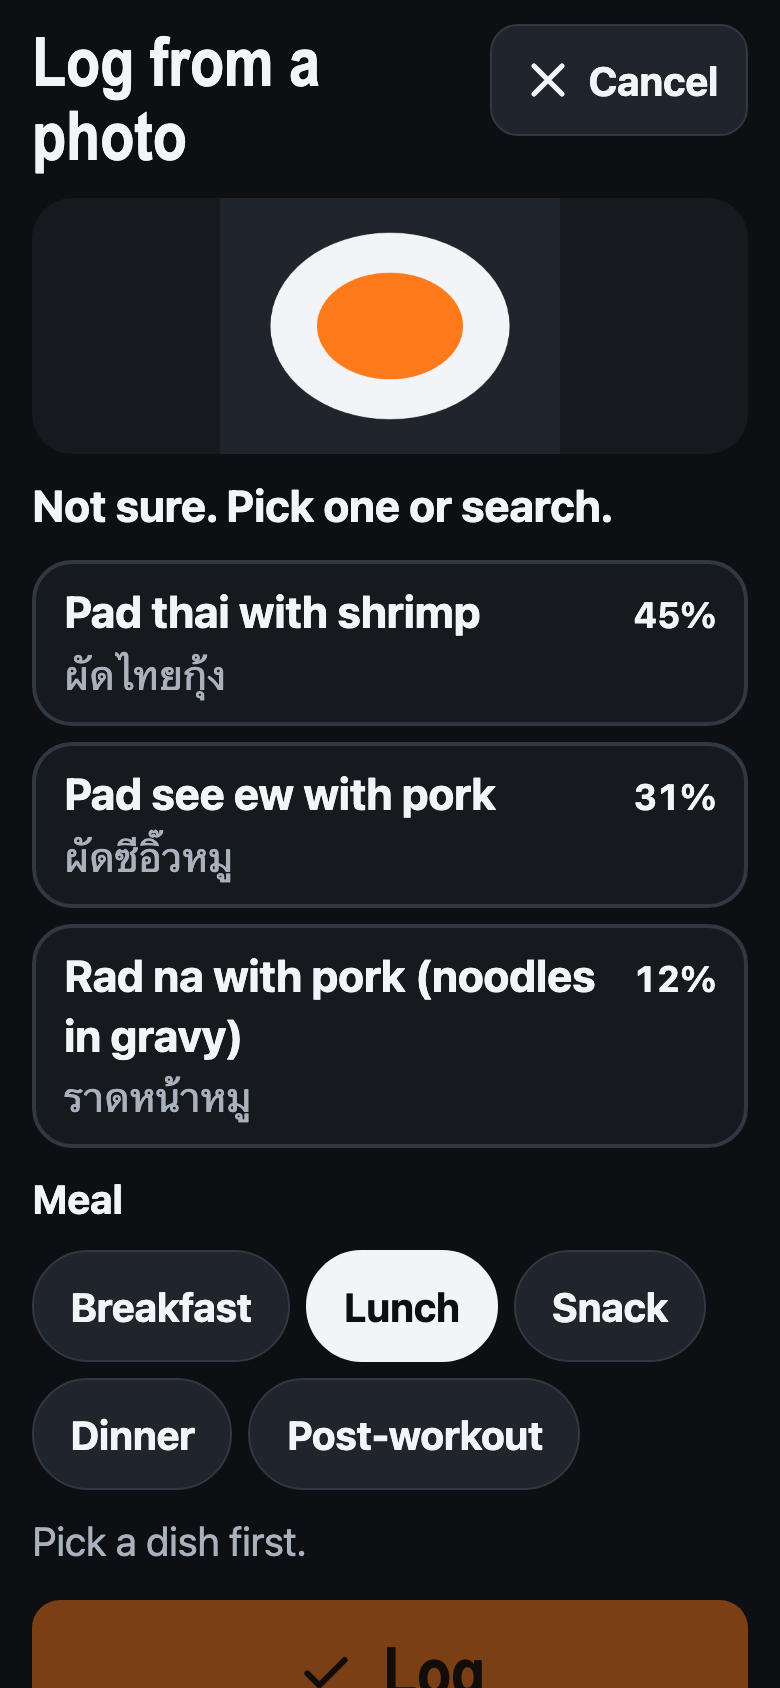 Log from a
photo
Cancel
Not sure. Pick one or search.
Pad thai with shrimp
45%
ผัดไทยกุ้ง
Pad see ew with pork
31%
ผัดซีอิ๊วหมู
Rad na with pork (noodles
in gravy)
12%
ราดหน้าหมู
Meal
Breakfast
Lunch
Snack
Dinner
Post-workout
Pick a dish first.
Log